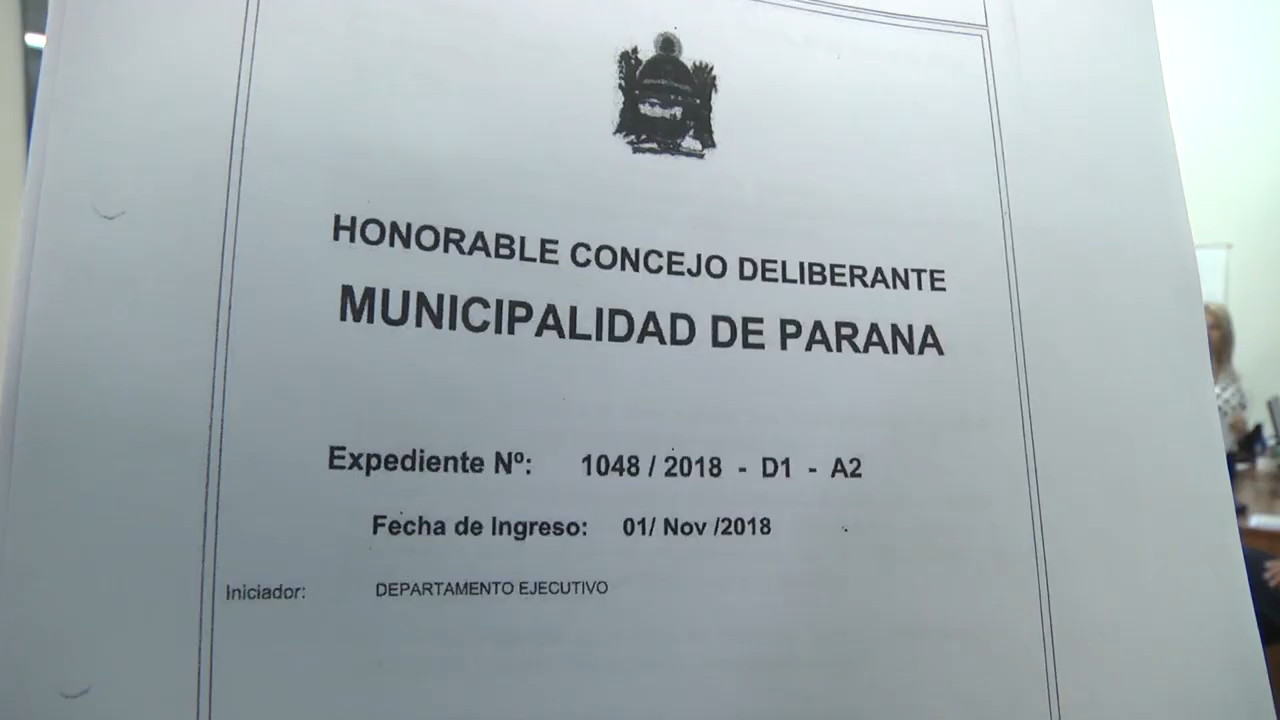 HONORABLE CONCEJO DELIBERANTE
MUNICIPALIDAD DE PARANA
Expediente Nº: 1048 / 2018 - D1 - A2
Fecha de Ingreso: 01/ Nov /2018
Iniciador: DEPARTAMENTO EJECUTIVO